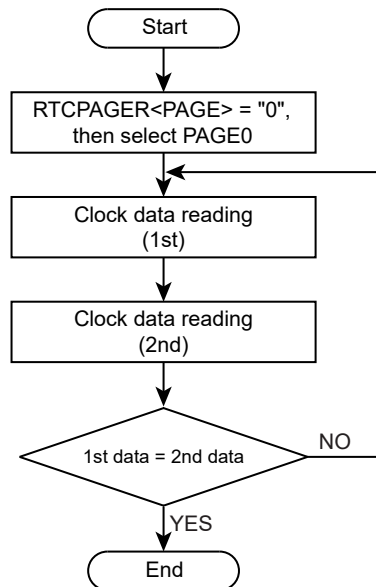 Start
RTCPAGER<PAGE> = "0",
then select PAGE0
Clock data reading
(1st)
Clock data reading
(2nd)
1st data = 2nd data
NO
YES
End